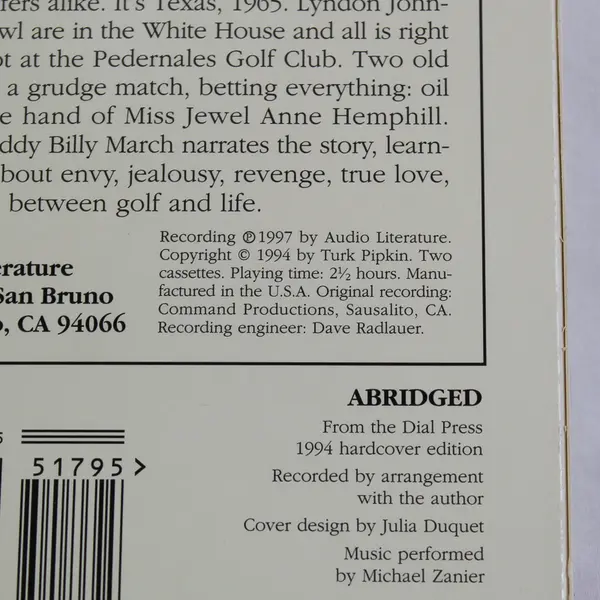 ffers alike. It's Texas, 1965. Lyndon John-
wl are in the White House and all is right
ot at the Pedernales Golf Club. Two old
a grudge match, betting everything: oil
e hand of Miss Jewel Anne Hemphill.
ddy Billy March narrates the story, learn-
bout envy, jealousy, revenge, true love,
between golf and life.
Recording ℗1997 by Audio Literature.
Copyright © 1994 by Turk Pipkin. Two
cassettes. Playing time: 2½ hours. Manu-
factured in the U.S.A. Original recording:
Command Productions, Sausalito, CA.
Recording engineer: Dave Radlauer.
erature
San Bruno
o, CA 94066
ABRIDGED
From the Dial Press
1994 hardcover edition
Recorded by arrangement
with the author
Cover design by Julia Duquet
Music performed
by Michael Zanier
5
51795>